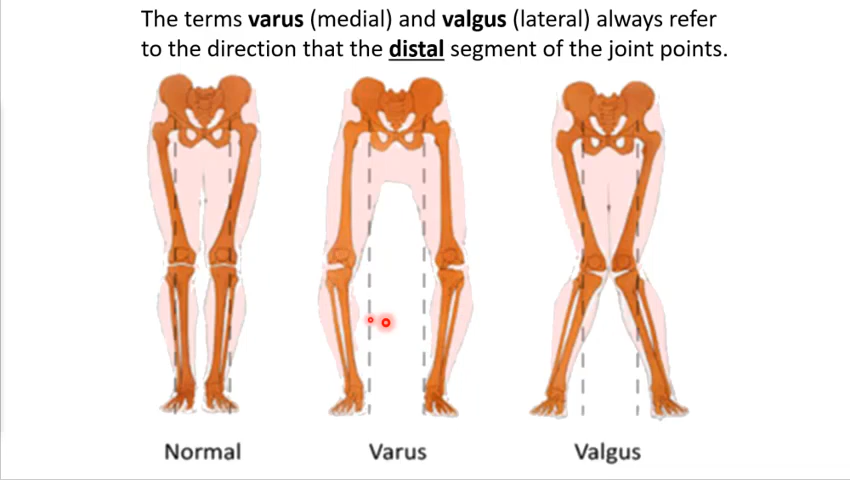 The terms varus (medial) and valgus (lateral) always refer
to the direction that the distal segment of the joint points.
Normal
Varus
Valgus